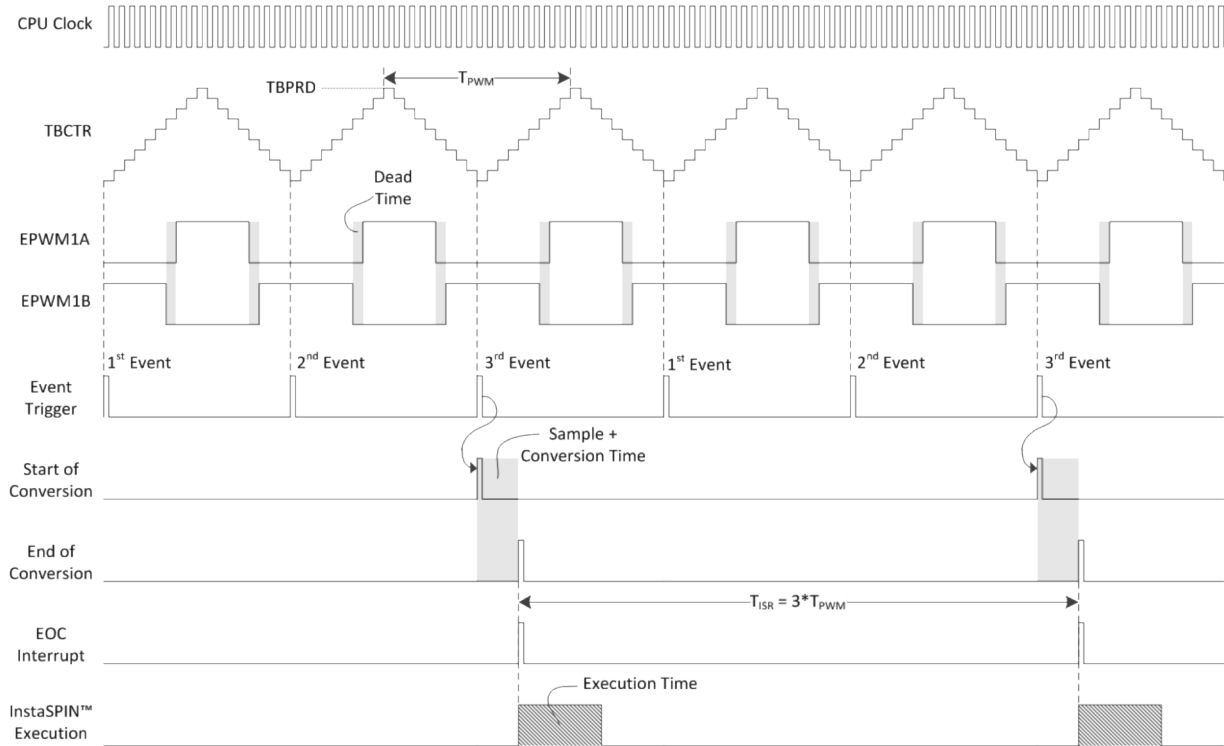 CPU Clock
TBPRD
TPWM
TBCTR
Dead
Time
EPWM1A
EPWM1B
1st Event
2nd Event
3rd Event
1st Event
2nd Event
3rd Event
Event
Trigger
Sample +
Conversion Time
Start of
Conversion
End of
Conversion
TISR = 3*TPWM
EOC
Interrupt
Execution Time
InstaSPIN™
Execution